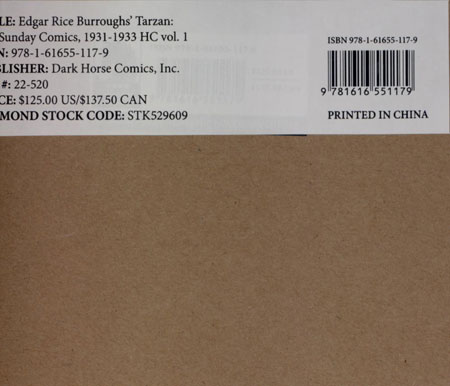 LE: Edgar Rice Burroughs' Tarzan:
Sunday Comics, 1931-1933 HC vol. 1
N: 978-1-61655-117-9
LISHER: Dark Horse Comics, Inc.
#: 22-520
CE: $125.00 US/$137.50 CAN
MOND STOCK CODE: STK529609
ISBN 978-1-61655-117-9
9 781616 551179
PRINTED IN CHINA